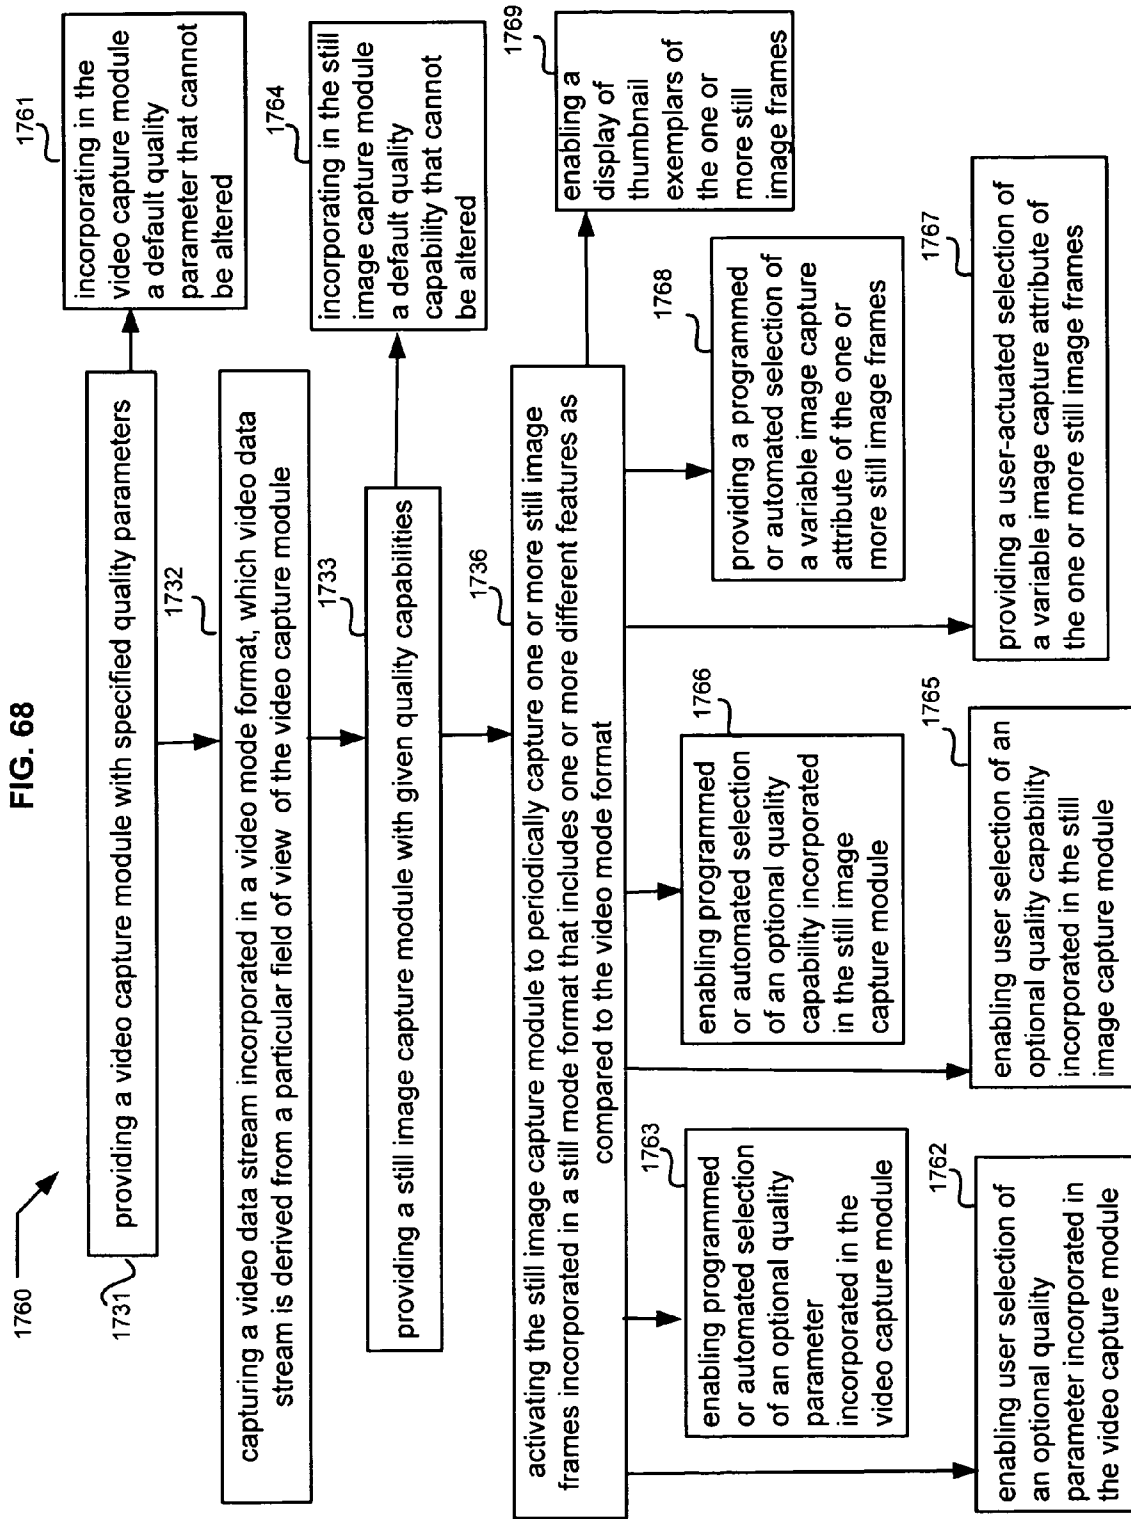 FIG. 68
1760
1731
providing a video capture module with specified quality parameters
1761
incorporating in the
video capture module
a default quality
parameter that cannot
be altered
1732
capturing a video data stream incorporated in a video mode format, which video data
stream is derived from a particular field of view of the video capture module
1733
providing a still image capture module with given quality capabilities
1764
incorporating in the still
image capture module
a default quality
capability that cannot
be altered
1736
activating the still image capture module to periodically capture one or more still image
frames incorporated in a still mode format that includes one or more different features as
compared to the video mode format
1769
enabling a
display of
thumbnail
exemplars of
the one or
more still
image frames
1763
enabling programmed
or automated selection
of an optional quality
parameter
incorporated in the
video capture module
1766
enabling programmed
or automated selection
of an optional quality
capability incorporated
in the still image
capture module
1768
providing a programmed
or automated selection of
a variable image capture
attribute of the one or
more still image frames
1762
enabling user selection of
an optional quality
parameter incorporated in
the video capture module
1765
enabling user selection of an
optional quality capability
incorporated in the still
image capture module
1767
providing a user-actuated selection of
a variable image capture attribute of
the one or more still image frames